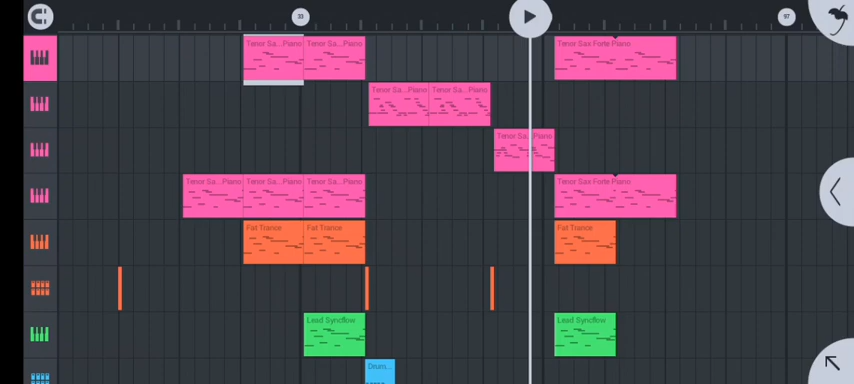 33
97
Tenor Sa...Piano
Tenor Sa...Piano
Tenor Sax Forte Piano
Tenor Sa...Piano
Tenor Sa...Piano
Tenor Sa...Piano
Tenor Sa...Piano
Tenor Sa...Piano
Tenor Sa...Piano
Tenor Sax Forte Piano
Fat Trance
Fat Trance
Fat Trance
Lead Syncflow
Lead Syncflow
Drum...